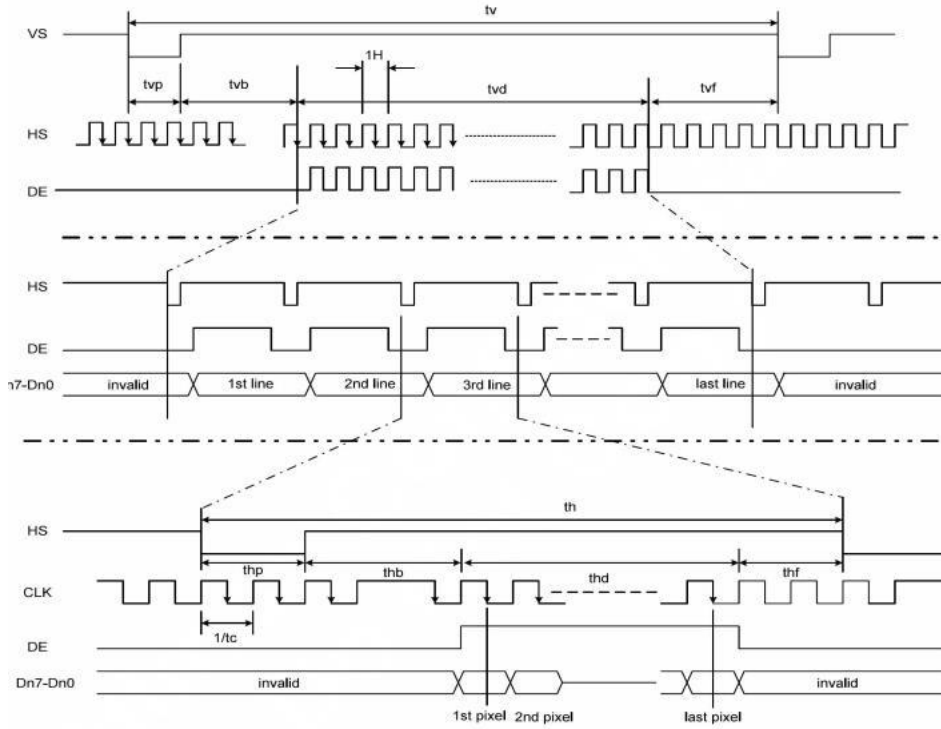 tv
VS
1H
tvp tvb tvd tvf
HS
DE
HS
DE
n7-Dn0 invalid 1st line 2nd line 3rd line last line invalid
th
HS
thp thb thd thf
CLK
1/tc
DE
Dn7-Dn0 invalid invalid
1st pixel 2nd pixel last pixel